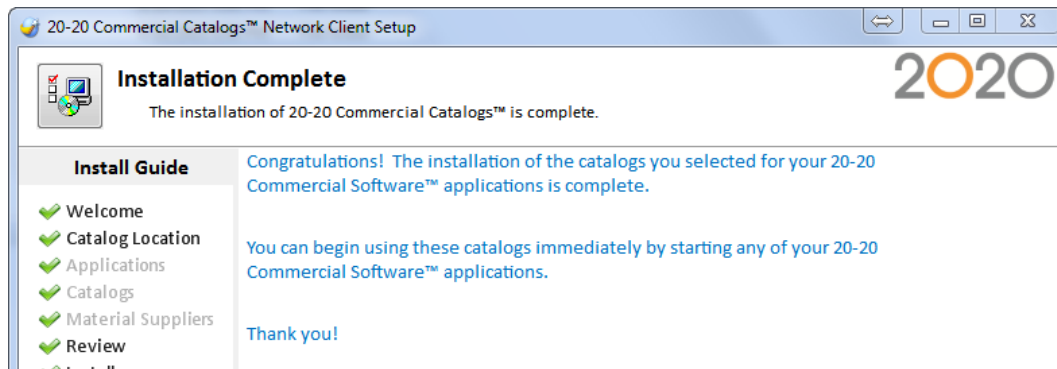 20-20 Commercial Catalogs™ Network Client Setup
Installation Complete
The installation of 20-20 Commercial Catalogs™ is complete.
2020
Install Guide
Welcome
Catalog Location
Applications
Catalogs
Material Suppliers
Review
Congratulations! The installation of the catalogs you selected for your 20-20
Commercial Software™ applications is complete.
You can begin using these catalogs immediately by starting any of your 20-20
Commercial Software™ applications.
Thank you!